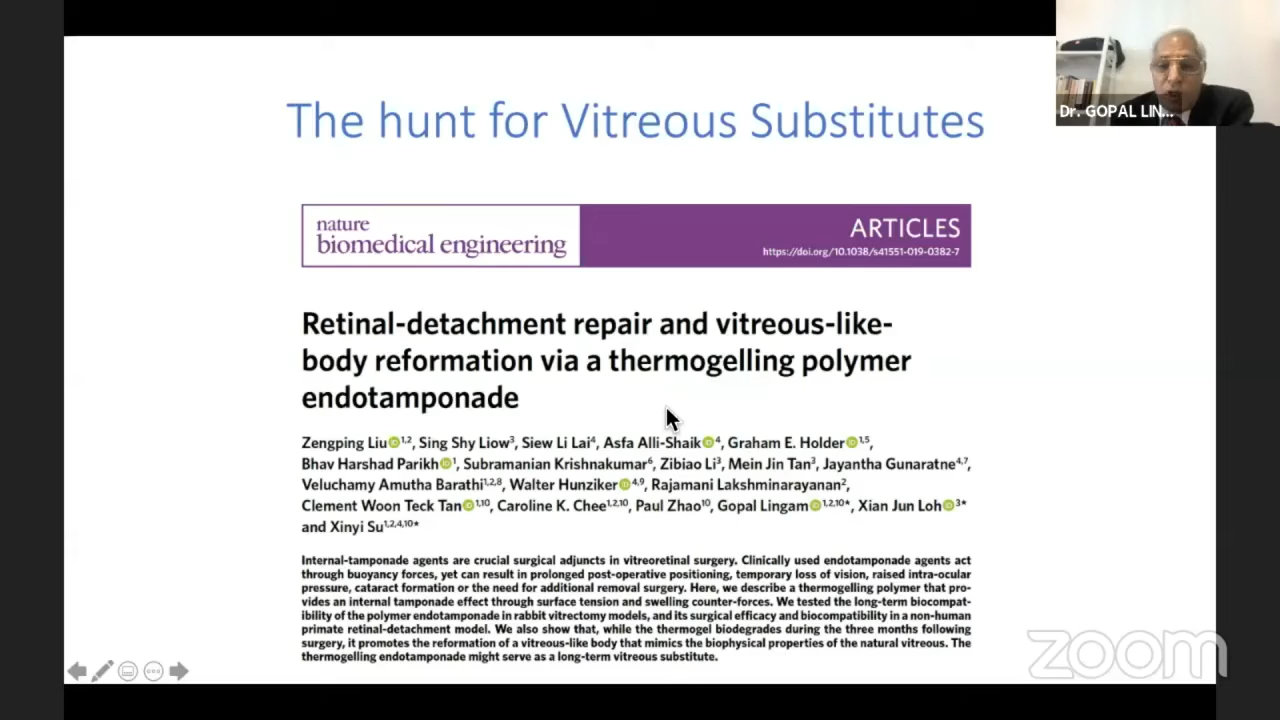 The hunt for Vitreous Substitutes
Dr. GOPAL LIN...
nature
biomedical engineering
ARTICLES
https://doi.org/10.1038/s41551-019-0382-7
Retinal-detachment repair and vitreous-like-
body reformation via a thermogelling polymer
endotamponade
Zengping Liu1,2, Sing Shy Liow3, Siew Li Lai4, Asfa Alli-Shaik4, Graham E. Holder1,5,
Bhav Harshad Parikh1, Subramanian Krishnakumar6, Zibiao Li3, Mein Jin Tan3, Jayantha Gunaratne4,7,
Veluchamy Amutha Barathi1,2,8, Walter Hunziker4,9, Rajamani Lakshminarayanan2,
Clement Woon Teck Tan1,10, Caroline K. Chee1,2,10, Paul Zhao10, Gopal Lingam1,2,10*, Xian Jun Loh3*
and Xinyi Su1,2,4,10*
Internal-tamponade agents are crucial surgical adjuncts in vitreoretinal surgery. Clinically used endotamponade agents act
through buoyancy forces, yet can result in prolonged post-operative positioning, temporary loss of vision, raised intra-ocular
pressure, cataract formation or the need for additional removal surgery. Here, we describe a thermogelling polymer that pro-
vides an internal tamponade effect through surface tension and swelling counter-forces. We tested the long-term biocompat-
ibility of the polymer endotamponade in rabbit vitrectomy models, and its surgical efficacy and biocompatibility in a non-human
primate retinal-detachment model. We also show that, while the thermogel biodegrades during the three months following
surgery, it promotes the reformation of a vitreous-like body that mimics the biophysical properties of the natural vitreous. The
thermogelling endotamponade might serve as a long-term vitreous substitute.
zoom